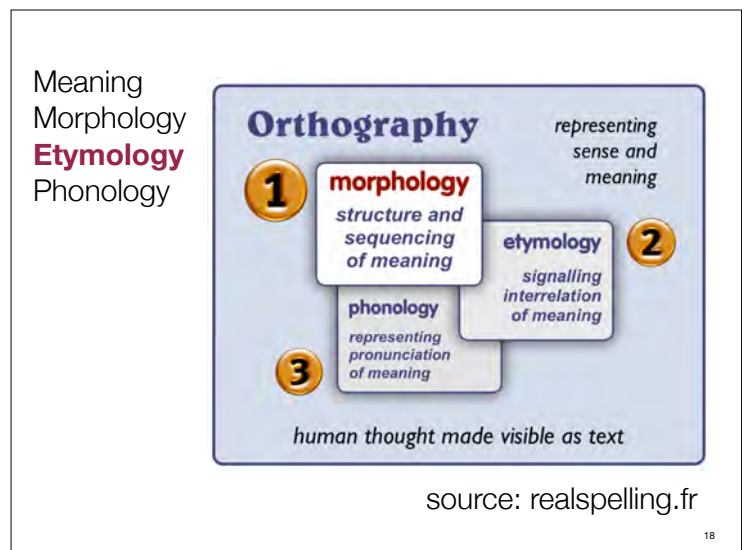 Meaning
Morphology
Etymology
Phonology
Orthography
representing
sense and
meaning
1
morphology
structure and
sequencing
of meaning
etymology
2
signalling
interrelation
of meaning
phonology
representing
pronunciation
of meaning
3
human thought made visible as text
source: realspelling.fr
18